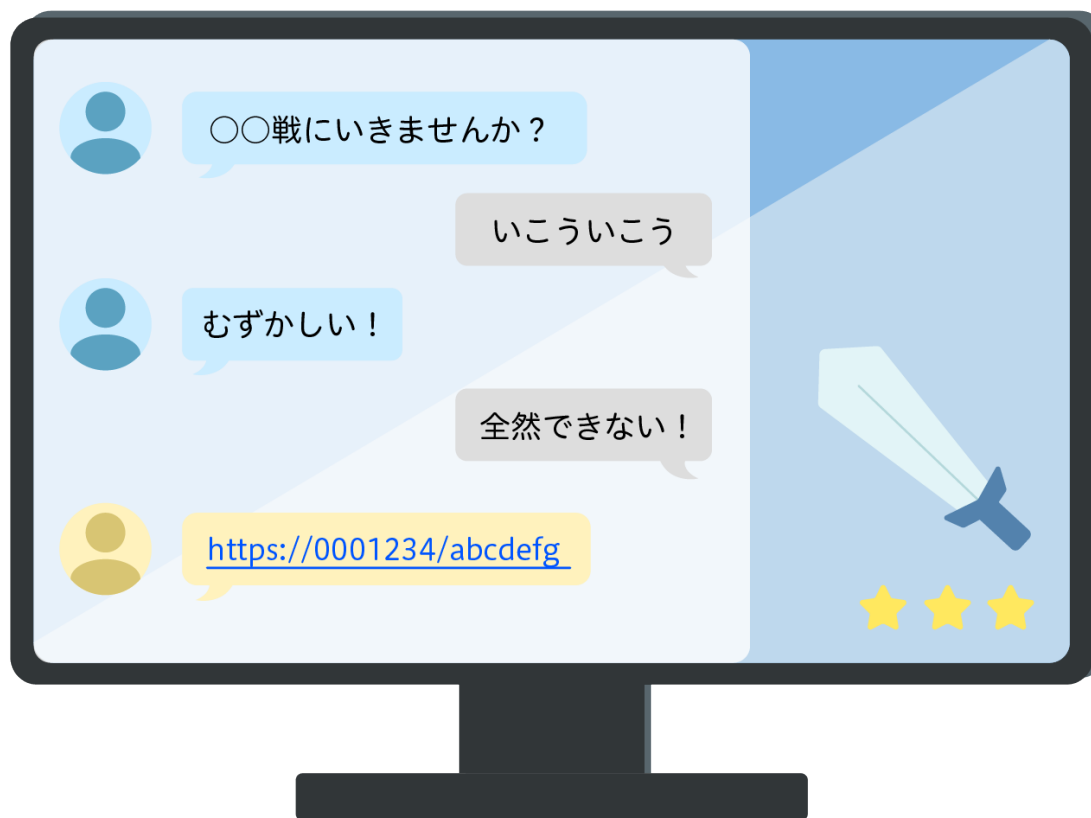 ○○戦にいきませんか？
いこういこう
むずかしい！
全然できない！
https://0001234/abcdefg